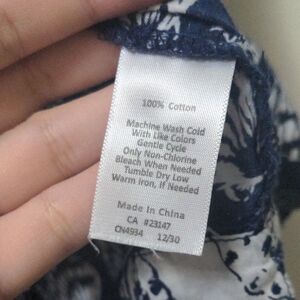 100% Cotton
Machine Wash Cold
With Like Colors
Gentle Cycle
Only Non-Chlorine
Bleach When Needed
Tumble Dry Low
Warm iron, If Needed
Made in China
CA #23147
CN4934 12/30